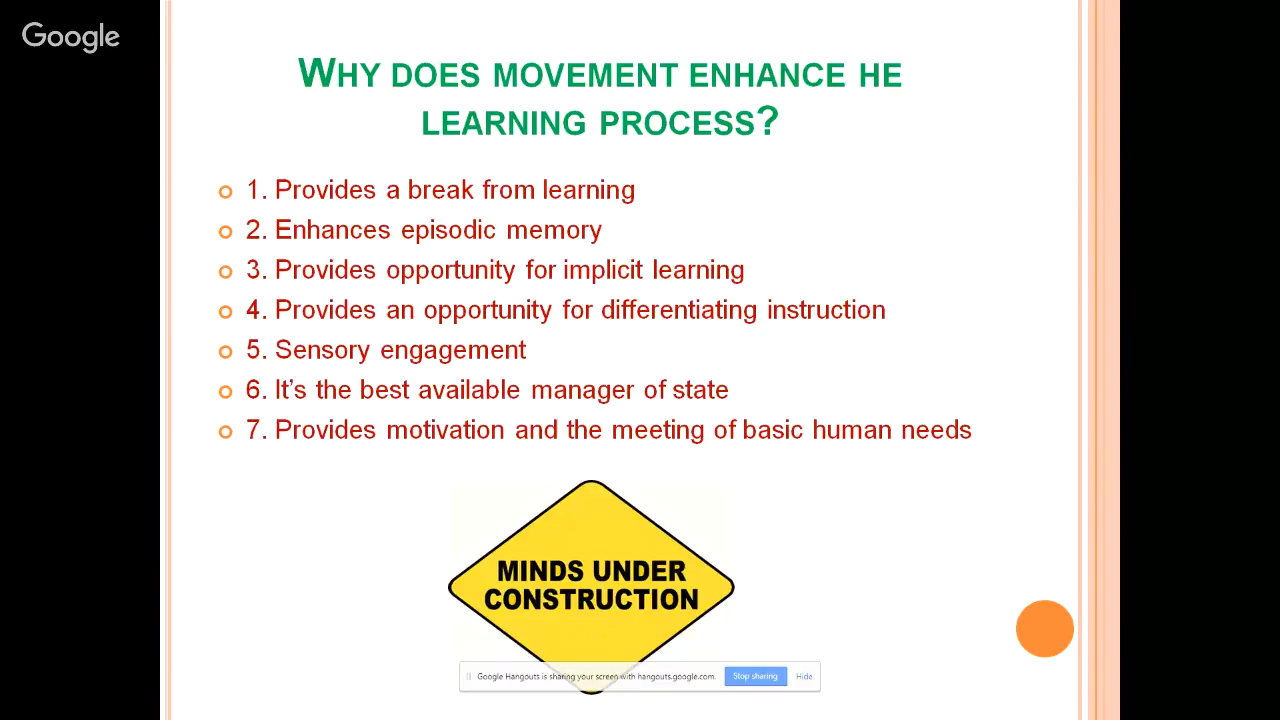 Google
WHY DOES MOVEMENT ENHANCE HE
LEARNING PROCESS?
1. Provides a break from learning
2. Enhances episodic memory
3. Provides opportunity for implicit learning
4. Provides an opportunity for differentiating instruction
5. Sensory engagement
6. It’s the best available manager of state
7. Provides motivation and the meeting of basic human needs
MINDS UNDER
CONSTRUCTION
Google Hangouts is sharing your screen with hangouts.google.com. Stop sharing Hide